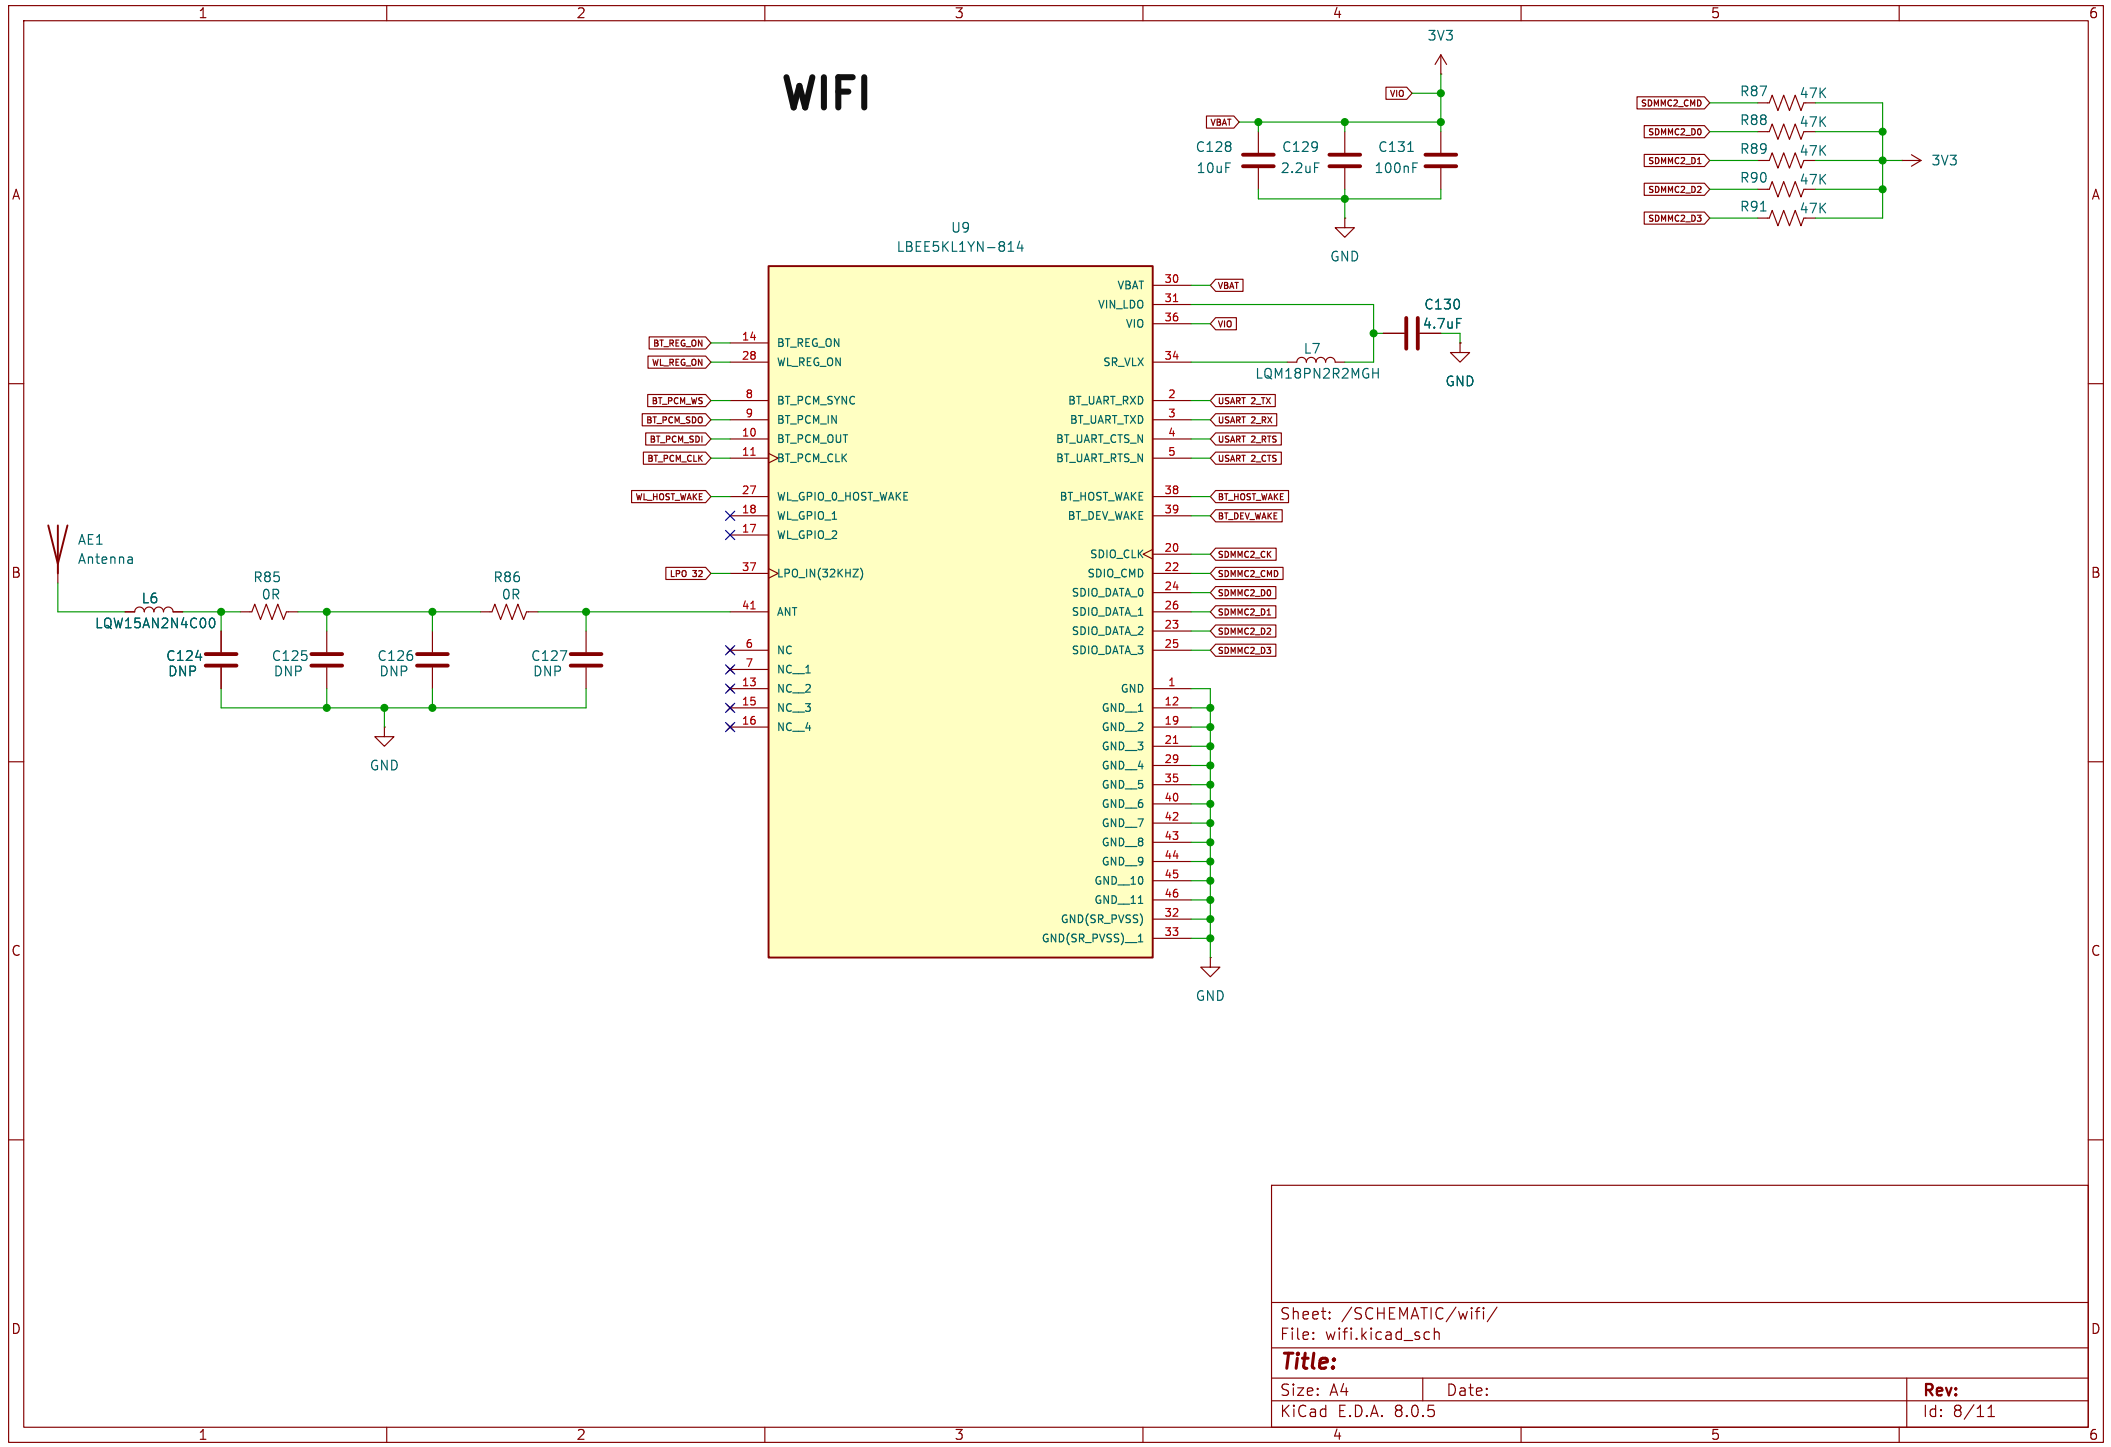 1 2 3 4 5 6
WIFI
3V3
VIO
VBAT
C128
10uF
C129
2.2uF
C131
100nF
GND
SDMMC2_CMD R87 47K
SDMMC2_D0 R88 47K
SDMMC2_D1 R89 47K
SDMMC2_D2 R90 47K
SDMMC2_D3 R91 47K
3V3
A A
U9
LBEE5KL1YN-814
BT_REG_ON 14 BT_REG_ON
WL_REG_ON 28 WL_REG_ON
BT_PCM_WS 8 BT_PCM_SYNC
BT_PCM_SDO 9 BT_PCM_IN
BT_PCM_SDI 10 BT_PCM_OUT
BT_PCM_CLK 11 BT_PCM_CLK
WL_HOST_WAKE 27 WL_GPIO_0_HOST_WAKE
18 WL_GPIO_1
17 WL_GPIO_2
LPO 32 37 LPO_IN(32KHZ)
41 ANT
6 NC
7 NC__1
13 NC__2
15 NC__3
16 NC__4
VBAT 30 VBAT
VIN_LDO 31
VIO 36 VIO
SR_VLX 34
L7
LQM18PN2R2MGH
C130
4.7uF
GND
BT_UART_RXD 2 USART 2_TX
BT_UART_TXD 3 USART 2_RX
BT_UART_CTS_N 4 USART 2_RTS
BT_UART_RTS_N 5 USART 2_CTS
BT_HOST_WAKE 38 BT_HOST_WAKE
BT_DEV_WAKE 39 BT_DEV_WAKE
SDIO_CLK 20 SDMMC2_CK
SDIO_CMD 22 SDMMC2_CMD
SDIO_DATA_0 24 SDMMC2_D0
SDIO_DATA_1 26 SDMMC2_D1
SDIO_DATA_2 23 SDMMC2_D2
SDIO_DATA_3 25 SDMMC2_D3
GND 1
GND__1 12
GND__2 19
GND__3 21
GND__4 29
GND__5 35
GND__6 40
GND__7 42
GND__8 43
GND__9 44
GND__10 45
GND__11 46
GND(SR_PVSS) 32
GND(SR_PVSS)__1 33
GND
B B
AE1
Antenna
L6
LQW15AN2N4C00
R85
0R
R86
0R
C124
DNP
C125
DNP
C126
DNP
C127
DNP
GND
C C
D D
Sheet: /SCHEMATIC/wifi/
File: wifi.kicad_sch
Title:
Size: A4 Date: Rev:
KiCad E.D.A. 8.0.5 Id: 8/11
1 2 3 4 5 6